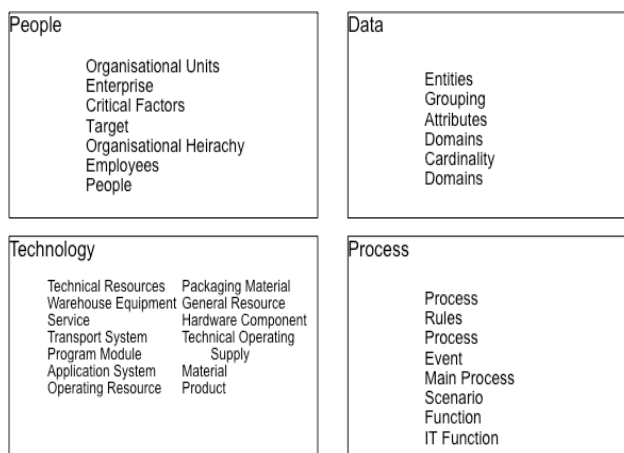 People
Organisational Units
Enterprise
Critical Factors
Target
Organisational Heirachy
Employees
People
Data
Entities
Grouping
Attributes
Domains
Cardinality
Domains
Technology
Technical Resources
Warehouse Equipment
Service
Transport System
Program Module
Application System
Operating Resource
Packaging Material
General Resource
Hardware Component
Technical Operating
Supply
Material
Product
Process
Process
Rules
Process
Event
Main Process
Scenario
Function
IT Function